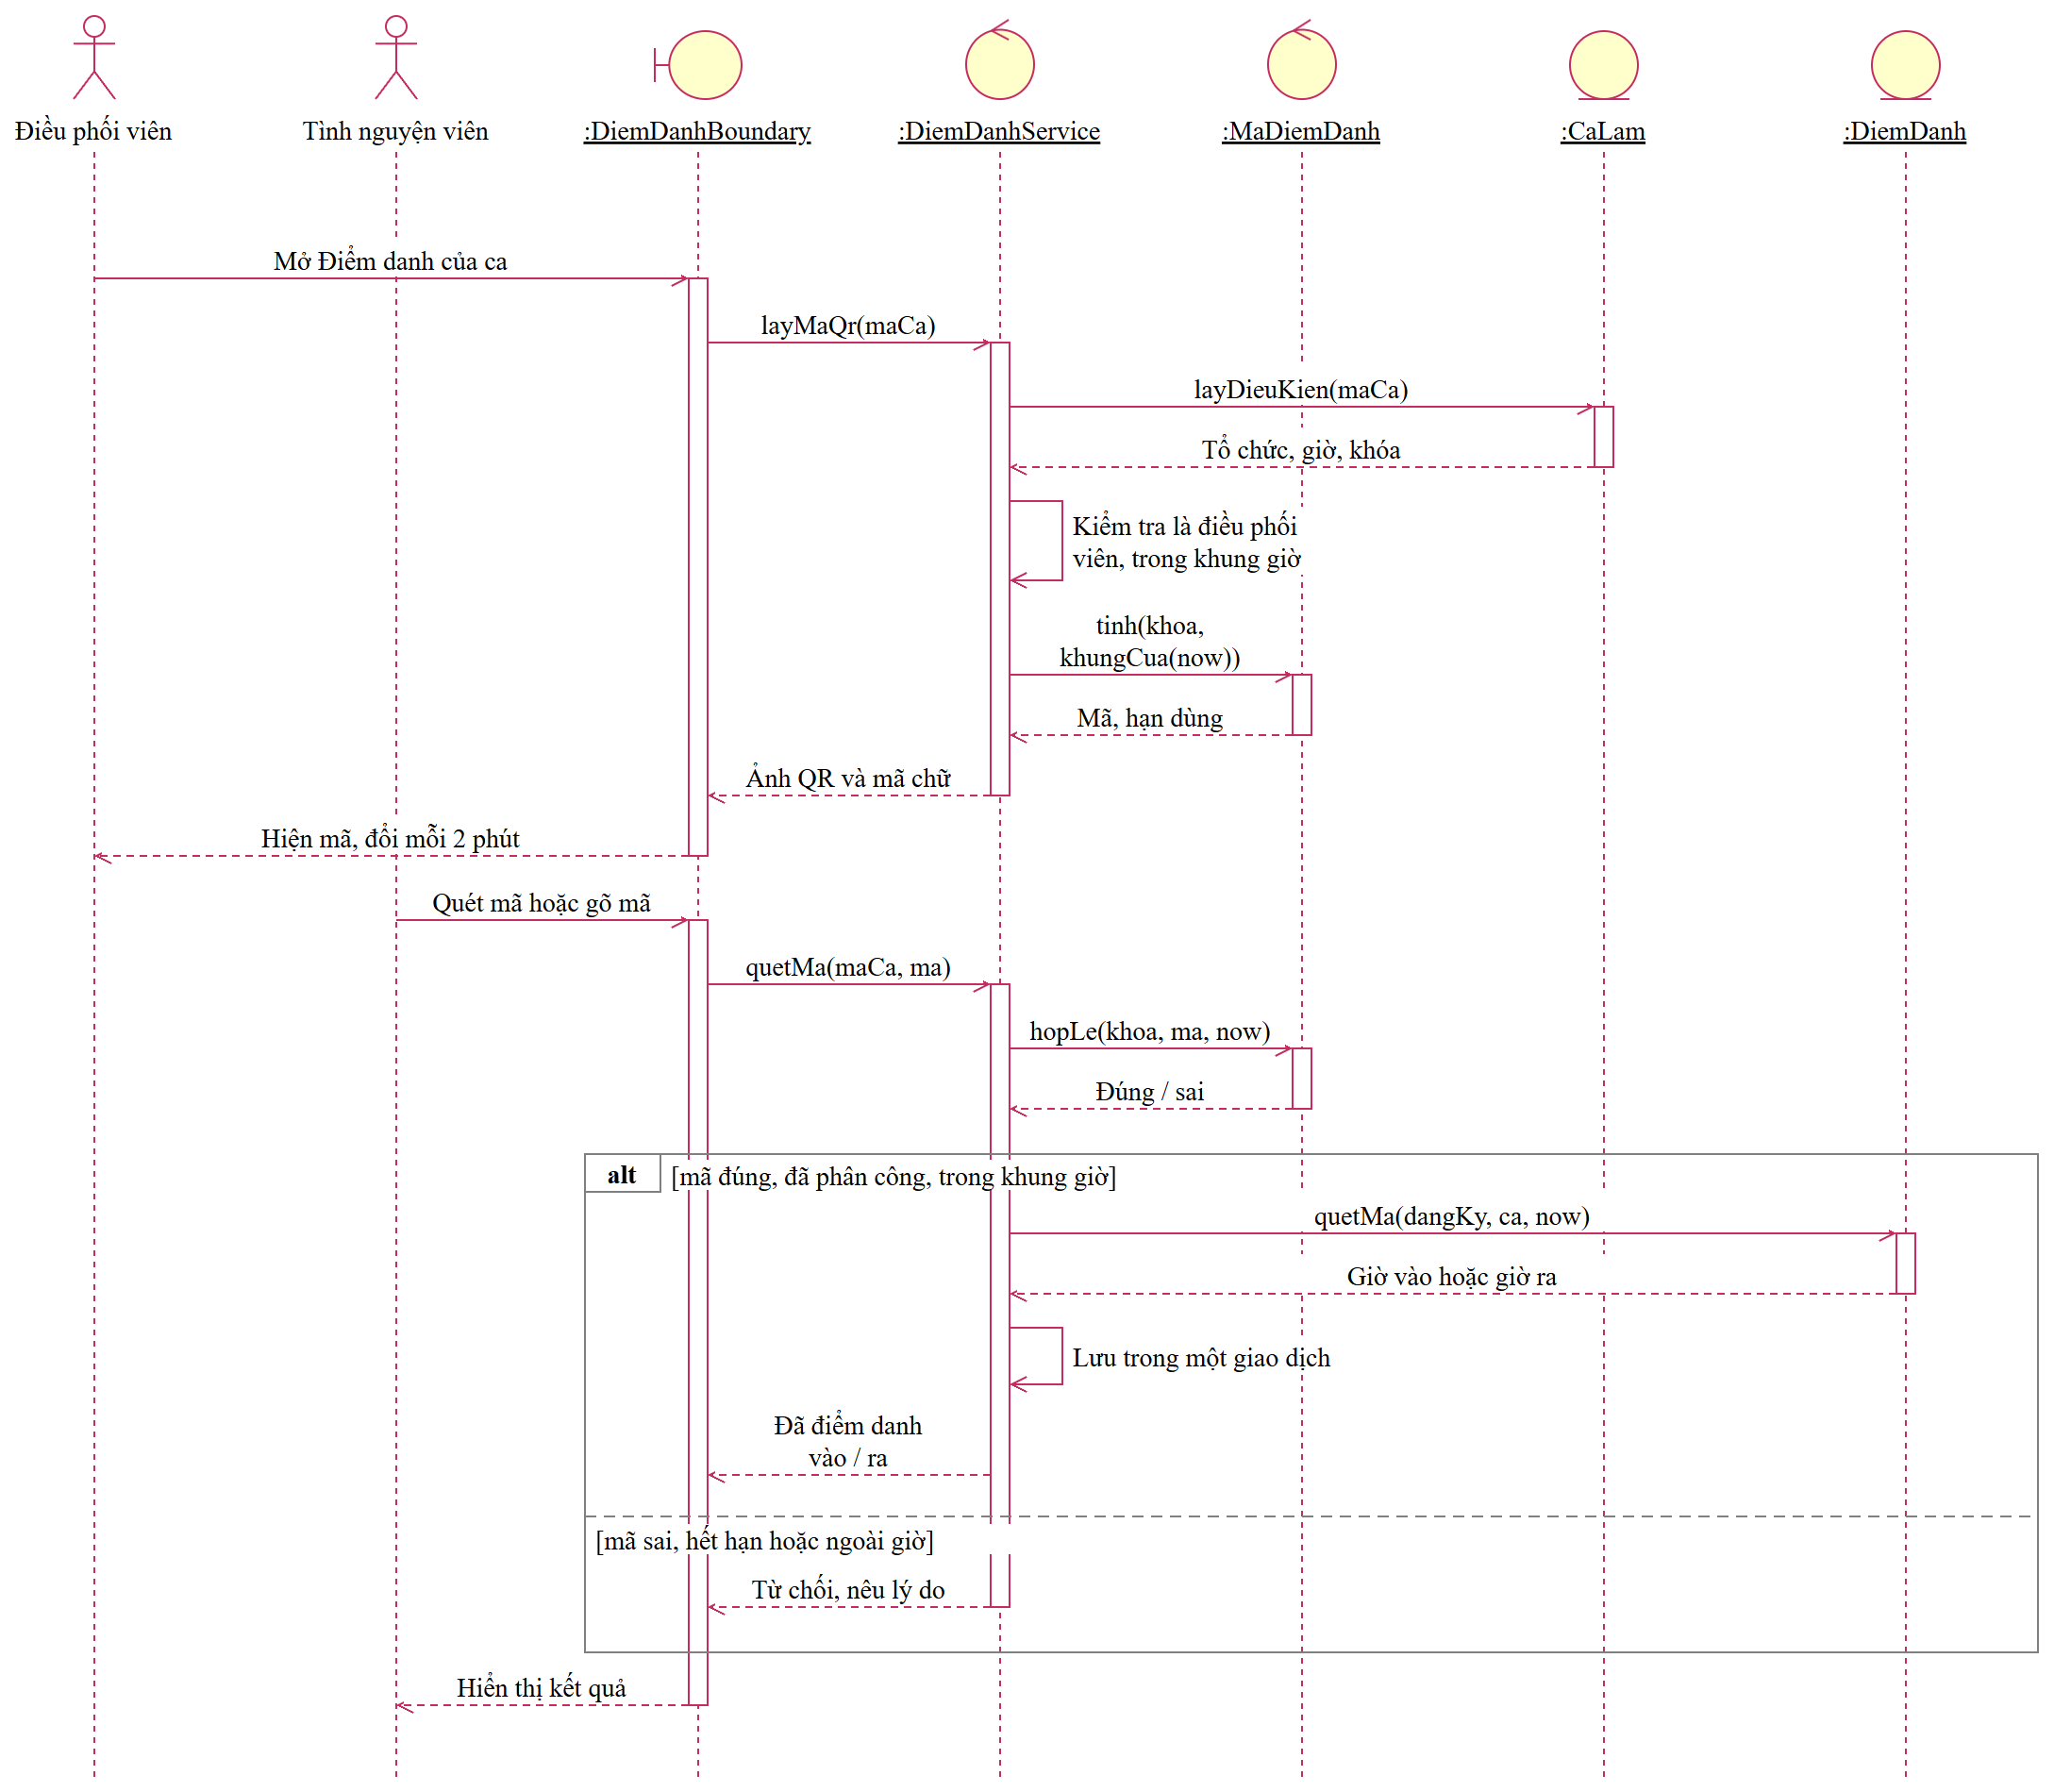 Điều phối viên
Tình nguyện viên
:DiemDanhBoundary
:DiemDanhService
:MaDiemDanh
:CaLam
:DiemDanh
Mở Điểm danh của ca
layMaQr(maCa)
layDieuKien(maCa)
Tổ chức, giờ, khóa
Kiểm tra là điều phối
viên, trong khung giờ
tinh(khoa,
khungCua(now))
Mã, hạn dùng
Ảnh QR và mã chữ
Hiện mã, đổi mỗi 2 phút
Quét mã hoặc gõ mã
quetMa(maCa, ma)
hopLe(khoa, ma, now)
Đúng / sai
alt
[mã đúng, đã phân công, trong khung giờ]
quetMa(dangKy, ca, now)
Giờ vào hoặc giờ ra
Lưu trong một giao dịch
Đã điểm danh
vào / ra
[mã sai, hết hạn hoặc ngoài giờ]
Từ chối, nêu lý do
Hiển thị kết quả